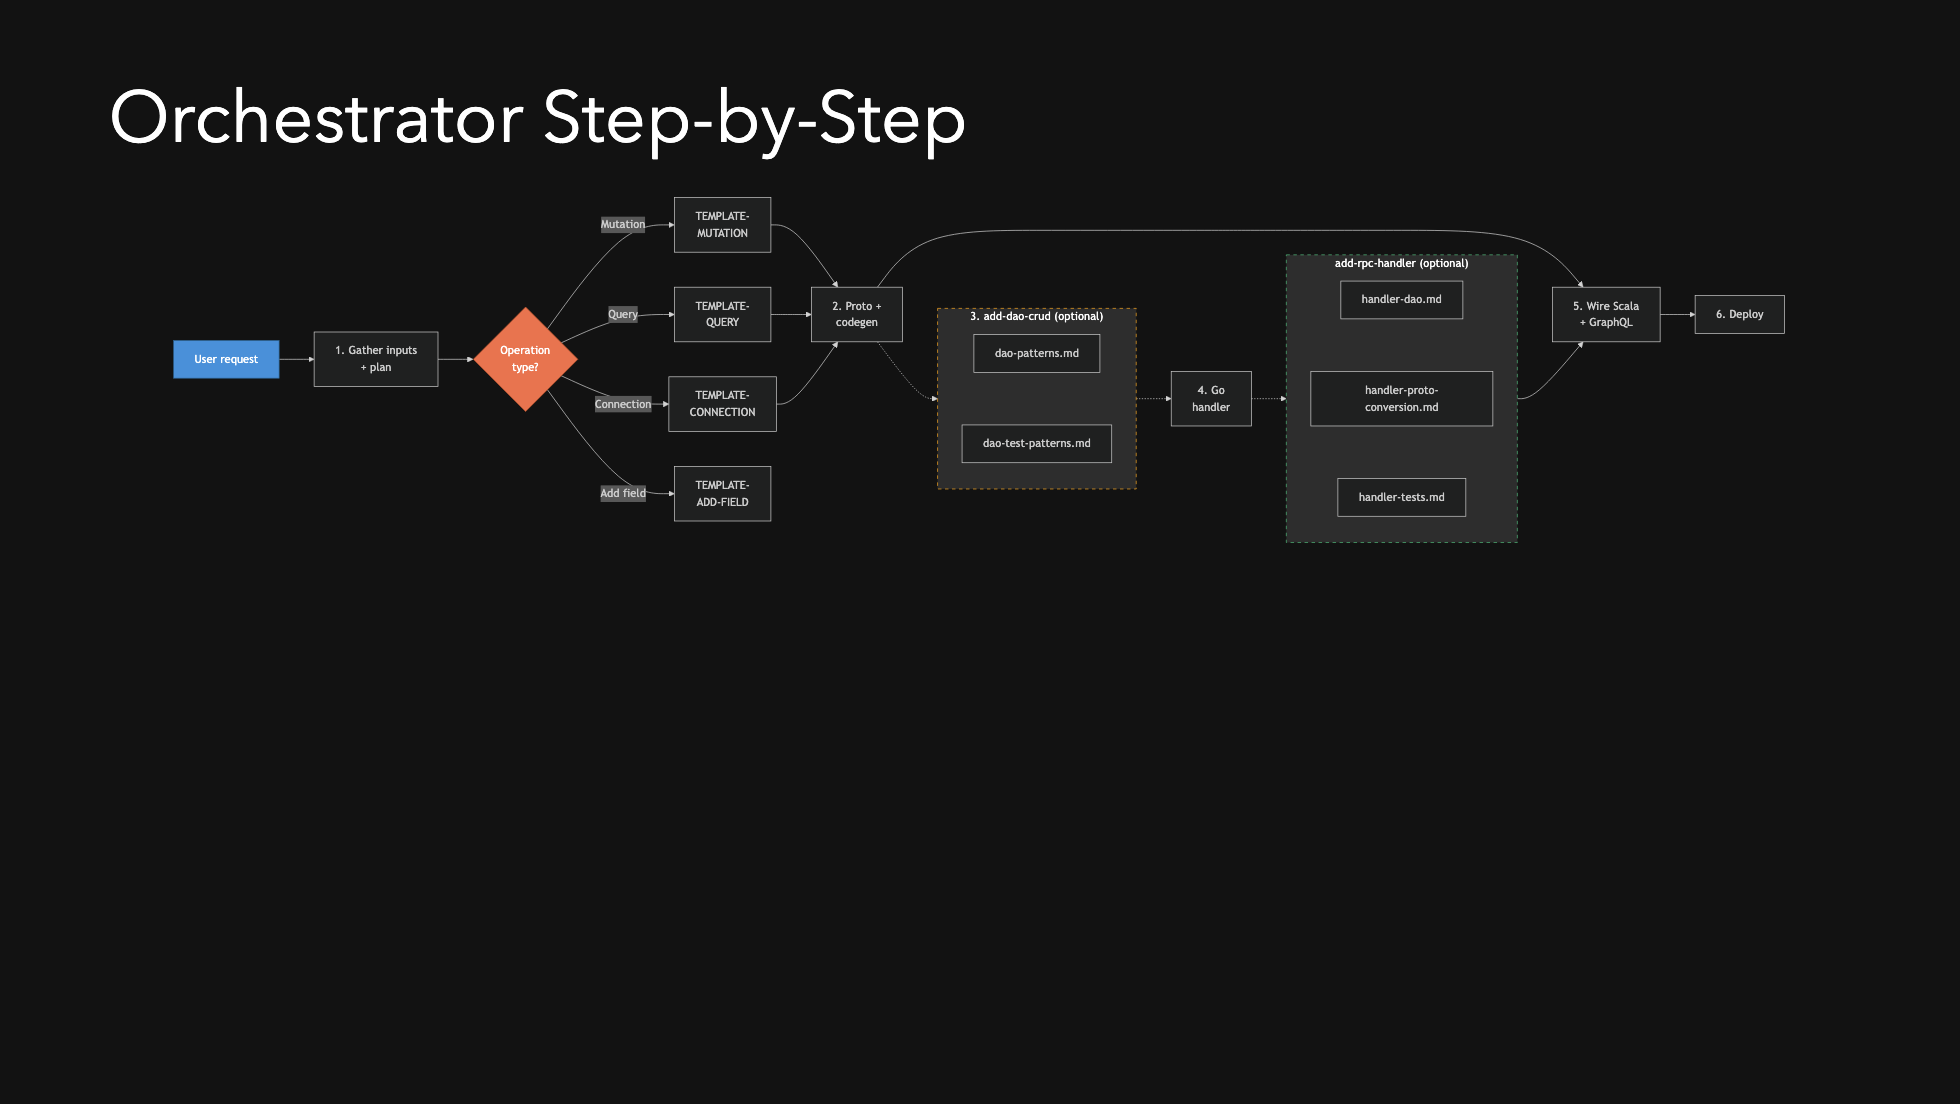 Orchestrator Step-by-Step
User request
1. Gather inputs
+ plan
Operation
type?
Mutation
Query
Connection
Add field
TEMPLATE-
MUTATION
TEMPLATE-
QUERY
TEMPLATE-
CONNECTION
TEMPLATE-
ADD-FIELD
2. Proto +
codegen
3. add-dao-crud (optional)
dao-patterns.md
dao-test-patterns.md
4. Go
handler
add-rpc-handler (optional)
handler-dao.md
handler-proto-
conversion.md
handler-tests.md
5. Wire Scala
+ GraphQL
6. Deploy